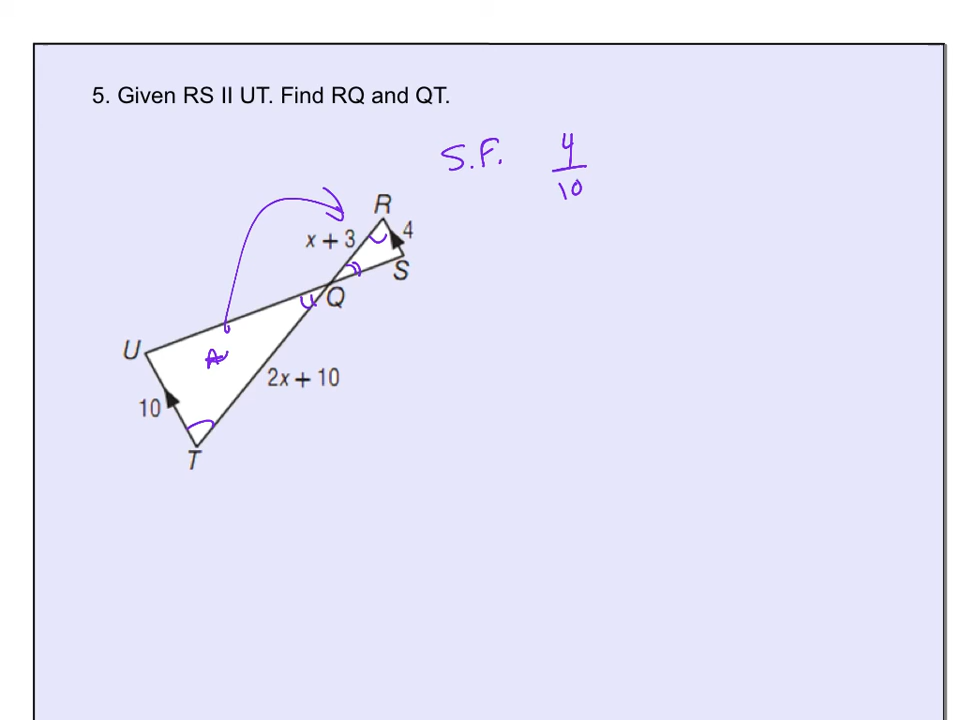 5. Given RS II UT. Find RQ and QT.
S.F. 4/10
R
x + 3
4
S
Q
U
A
2x + 10
10
T